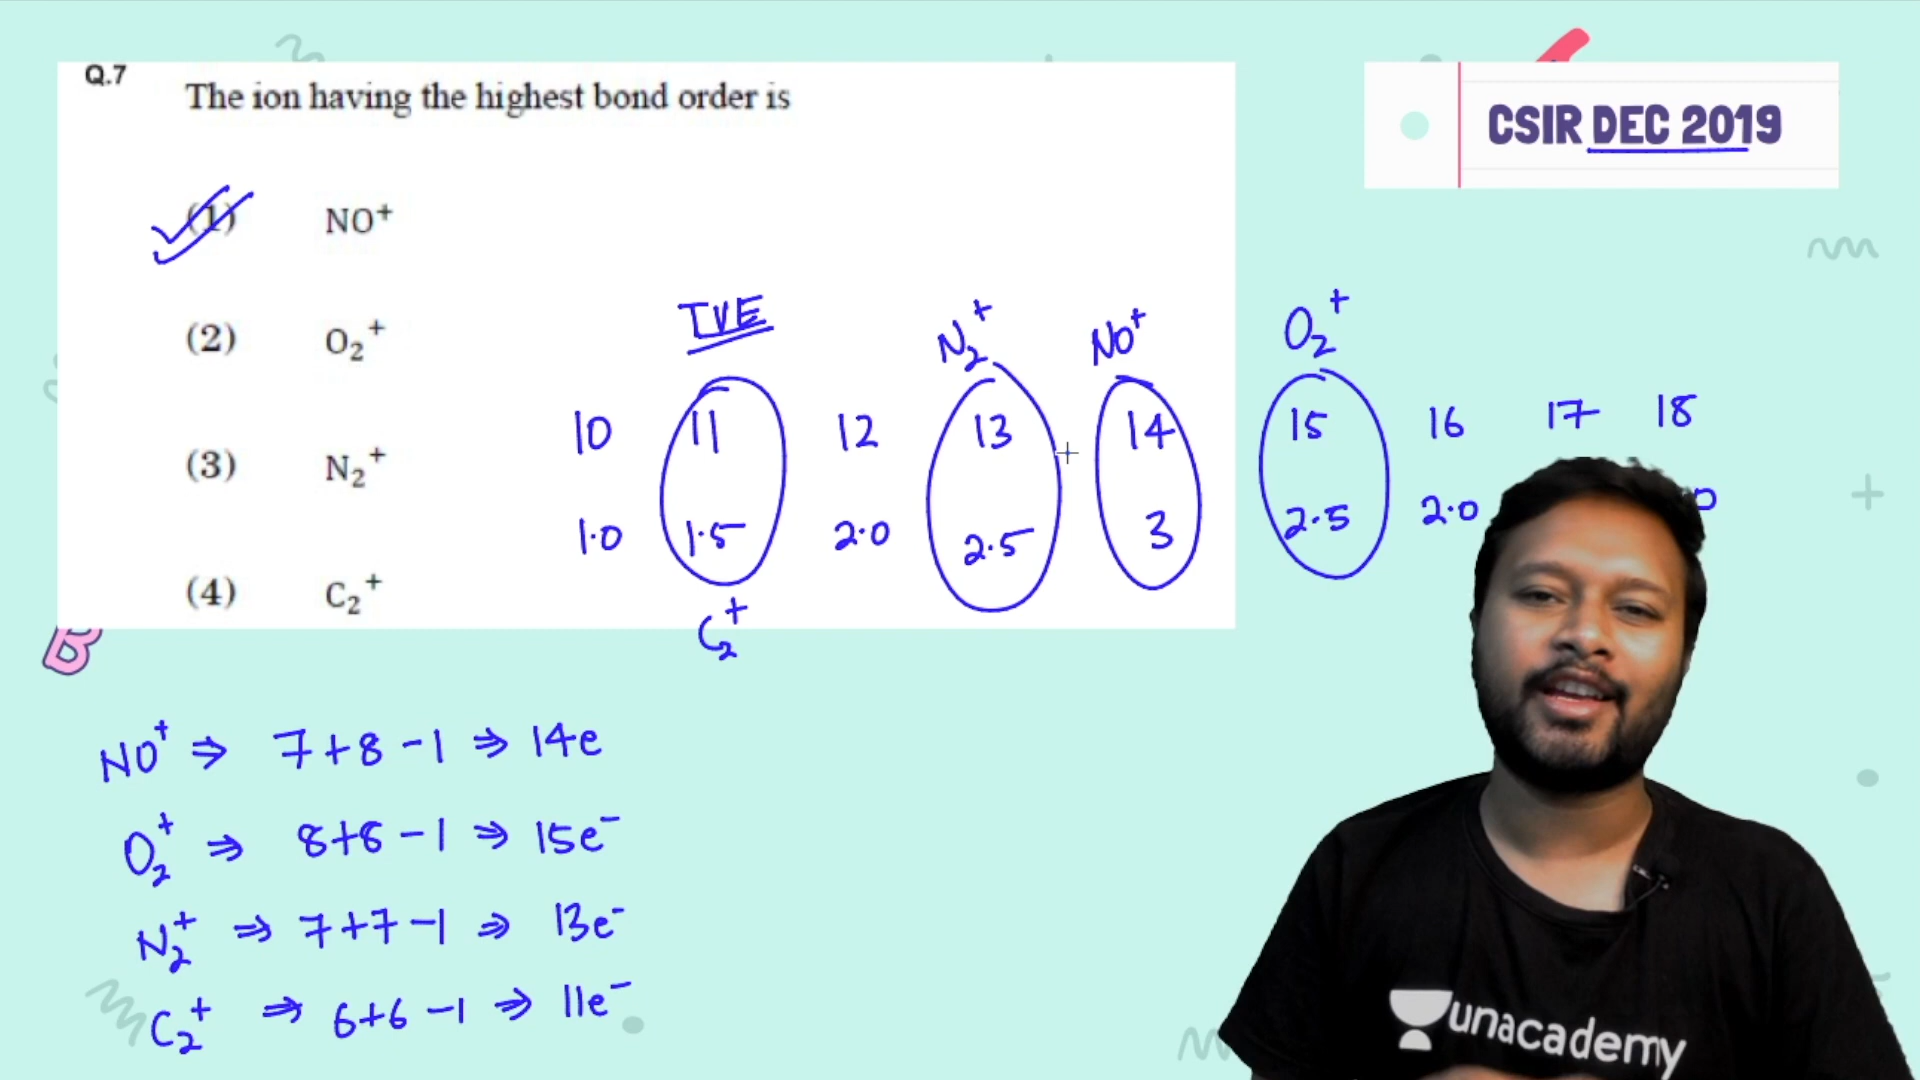 Q.7
The ion having the highest bond order is
CSIR DEC 2019
(1) NO⁺
(2) O₂⁺
(3) N₂⁺
(4) C₂⁺
TVE
N₂⁺ NO⁺ O₂⁺
10 11 12 13 14 15 16 17 18
1.0 1.5 2.0 2.5 3 2.5 2.0
C₂⁺
B
NO⁺ ⇒ 7+8-1 ⇒ 14e
O₂⁺ ⇒ 8+8-1 ⇒ 15e⁻
N₂⁺ ⇒ 7+7-1 ⇒ 13e⁻
C₂⁺ ⇒ 6+6-1 ⇒ 11e⁻
unacademy